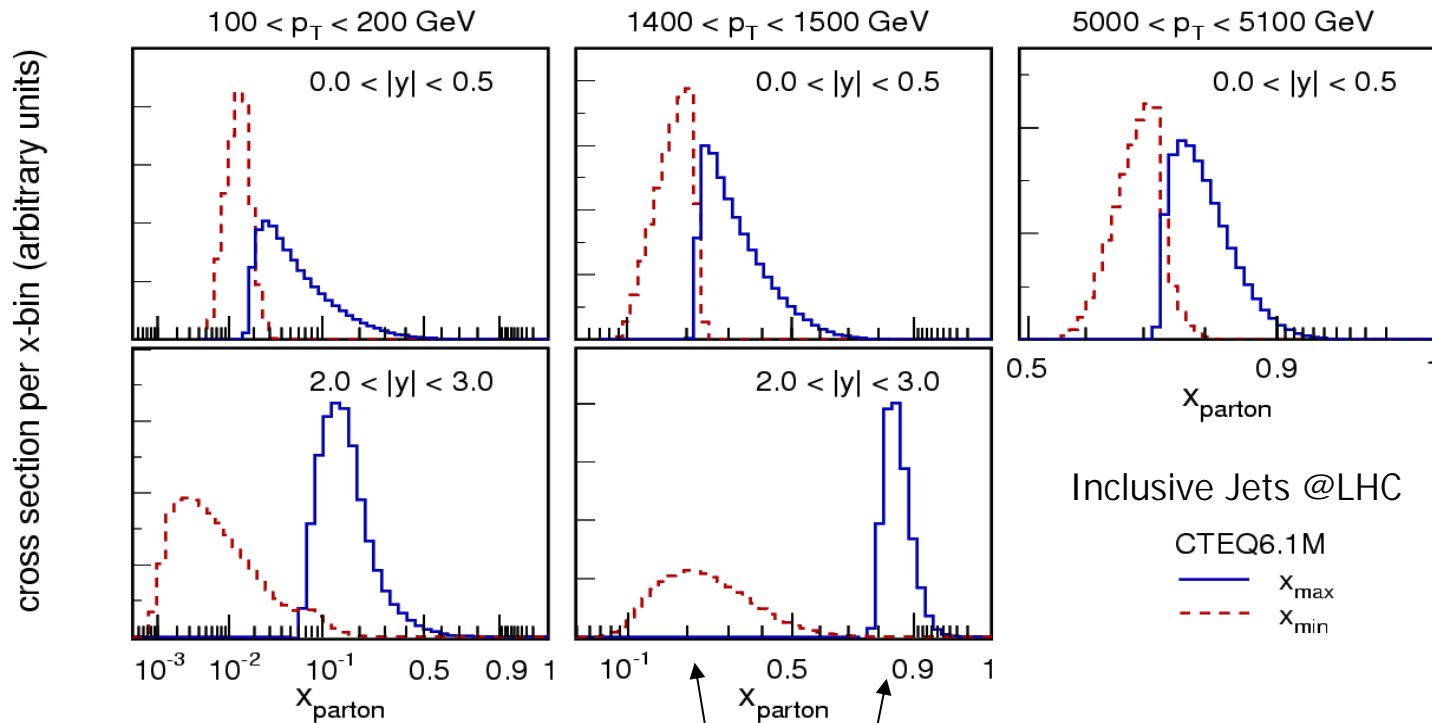 100 < p_T < 200 GeV
1400 < p_T < 1500 GeV
5000 < p_T < 5100 GeV
cross section per x-bin (arbitrary units)
0.0 < |y| < 0.5
0.0 < |y| < 0.5
0.0 < |y| < 0.5
0.5 0.9 1
x_parton
2.0 < |y| < 3.0
2.0 < |y| < 3.0
Inclusive Jets @LHC
CTEQ6.1M
x_max
x_min
10^-3 10^-2 10^-1 0.5 0.9 1
x_parton
10^-1 0.5 0.9 1
x_parton